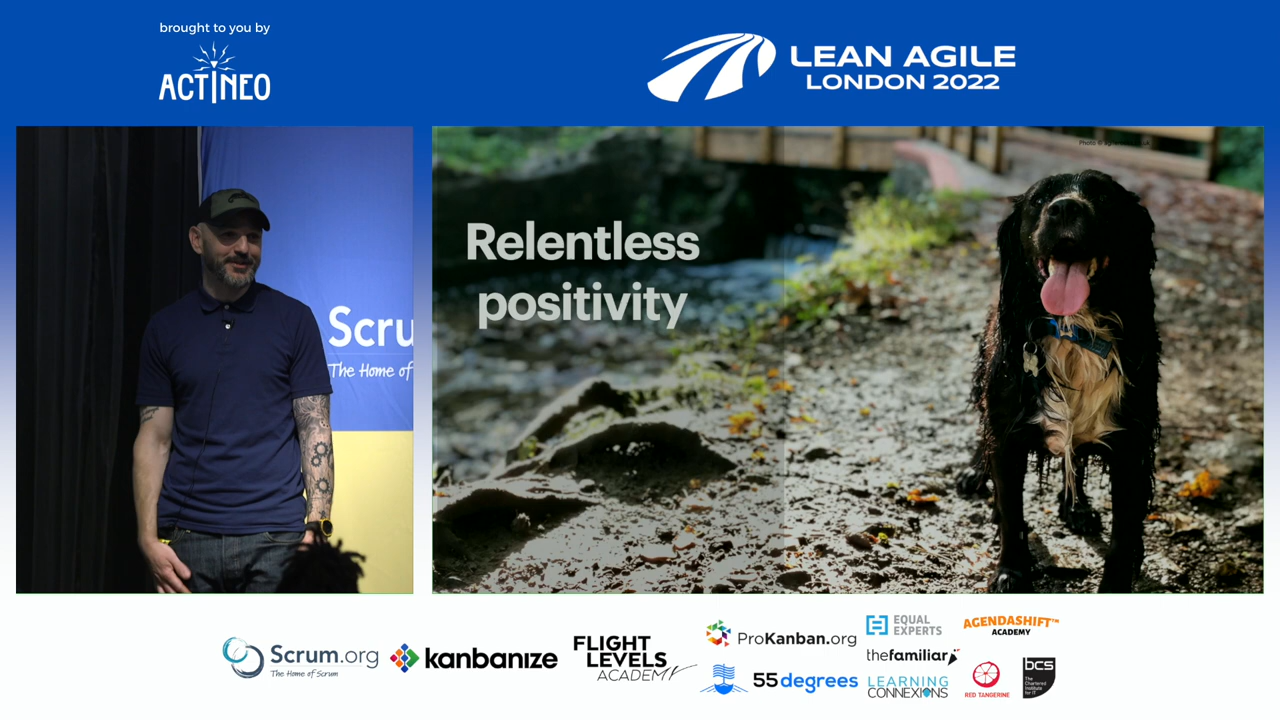 brought to you by
ACTINEO
LEAN AGILE
LONDON 2022
Scru
The Home of
Photo ©
Relentless
positivity
Scrum.org
The Home of Scrum
kanbanize
FLIGHT
LEVELS
ACADEMY
ProKanban.org
55degrees
EQUAL
EXPERTS
thefamiliar
LEARNING
CONNEXIONS
AGENDASHIFT™
ACADEMY
RED TANGERINE
bcs
The
Chartered
Institute
for IT